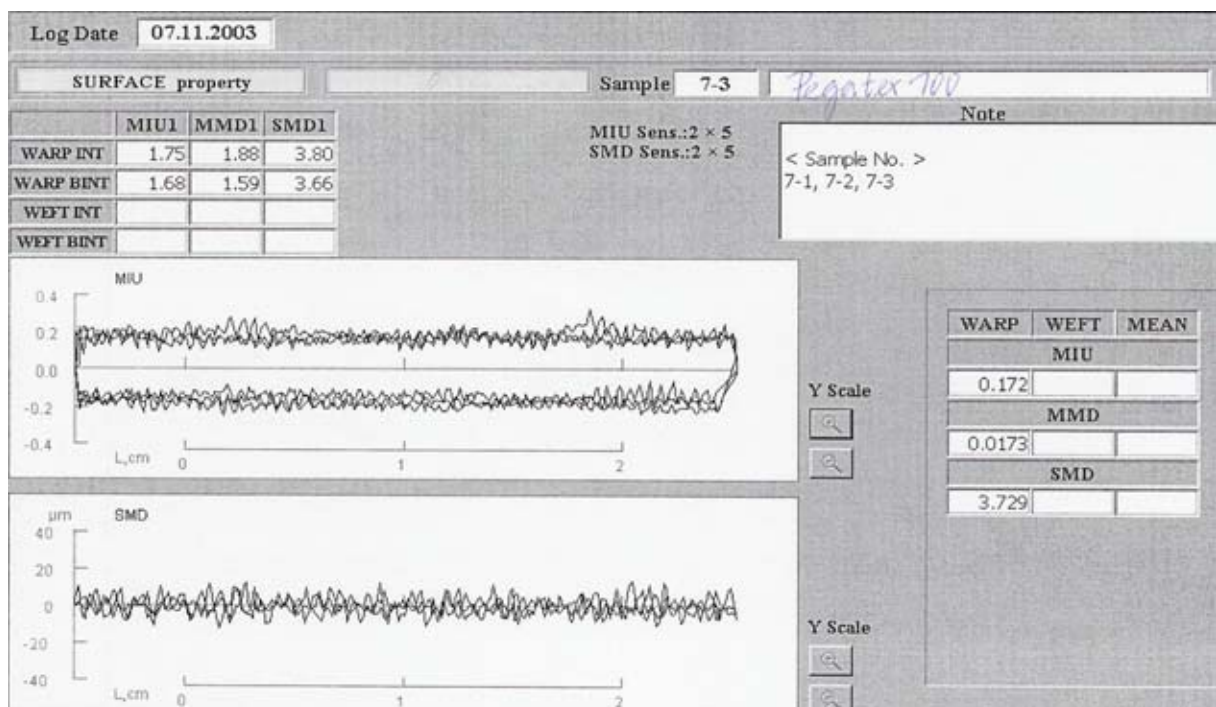 Log Date 07.11.2003
SURFACE property Sample 7-3 Pegatex 100
Note
MIU1 MMD1 SMD1
WARP INT 1.75 1.88 3.80
WARP BINT 1.68 1.59 3.66
WEFT INT
WEFT BINT
MIU Sens.:2 × 5
SMD Sens.:2 × 5
< Sample No. >
7-1, 7-2, 7-3
MIU
0.4
0.2
0.0
-0.2
-0.4
L,cm 0 1 2
Y Scale
WARP WEFT MEAN
MIU
0.172
MMD
0.0173
SMD
3.729
µm SMD
40
20
0
-20
-40
L,cm 0 1 2
Y Scale